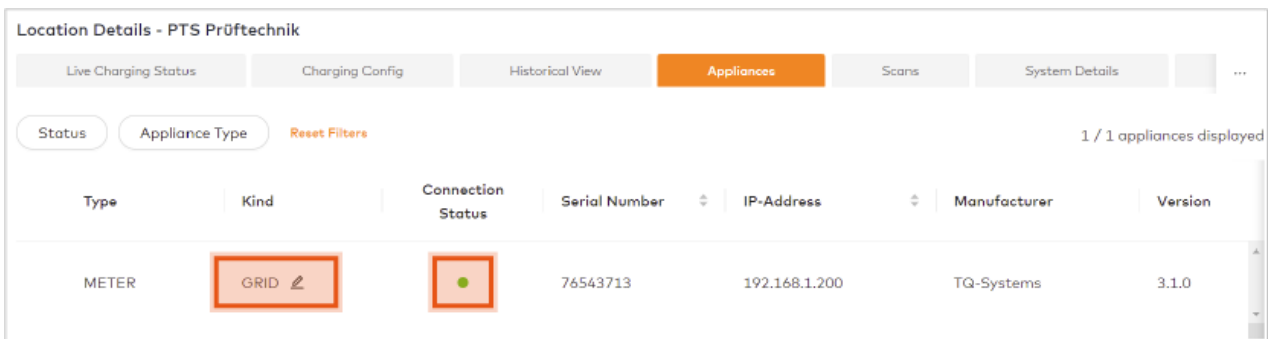 Location Details - PTS Prüftechnik
Live Charging Status Charging Config Historical View Appliances Scans System Details ...
Status Appliance Type Reset Filters 1 / 1 appliances displayed
Type Kind Connection Status Serial Number IP-Address Manufacturer Version
METER GRID 76543713 192.168.1.200 TQ-Systems 3.1.0